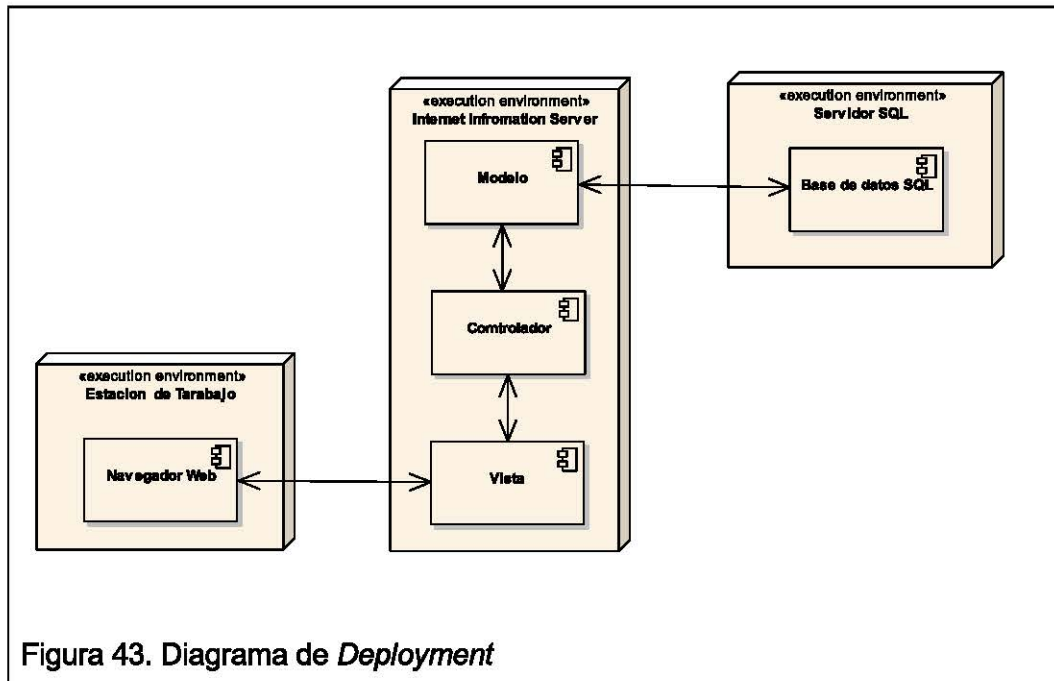 «execution environment»
Internet Infromation Server
Modelo
Comtrolador
Vista
«execution environment»
Servidor SQL
Base de datos SQL
«execution environment»
Estacion de Tarabajo
Navegador Web
Figura 43. Diagrama de Deployment